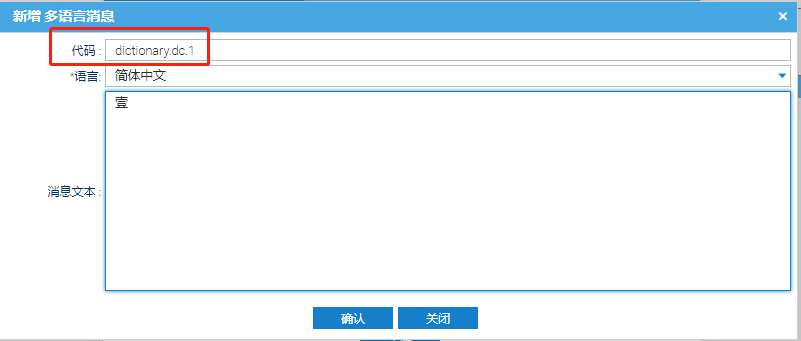 新增 多语言消息 ×
代码 : dictionary.dc.1
*语言: 简体中文
壹
消息文本 :
确认 关闭